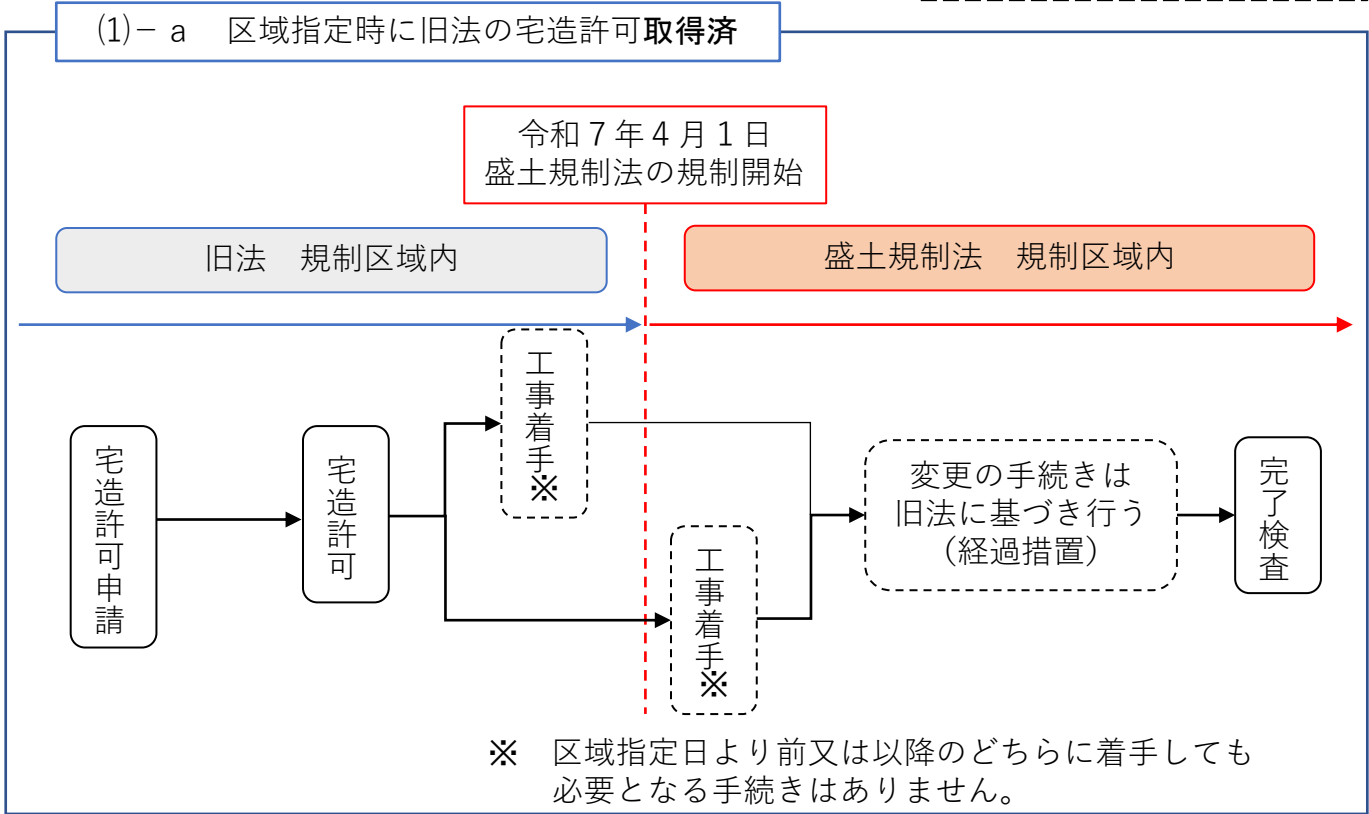 (1)－ａ　区域指定時に旧法の宅造許可取得済
令和７年４月１日
盛土規制法の規制開始
旧法　規制区域内
盛土規制法　規制区域内
宅造許可申請
宅造許可
工事着手※
工事着手※
変更の手続きは
旧法に基づき行う
（経過措置）
完了検査
※　区域指定日より前又は以降のどちらに着手しても
必要となる手続きはありません。